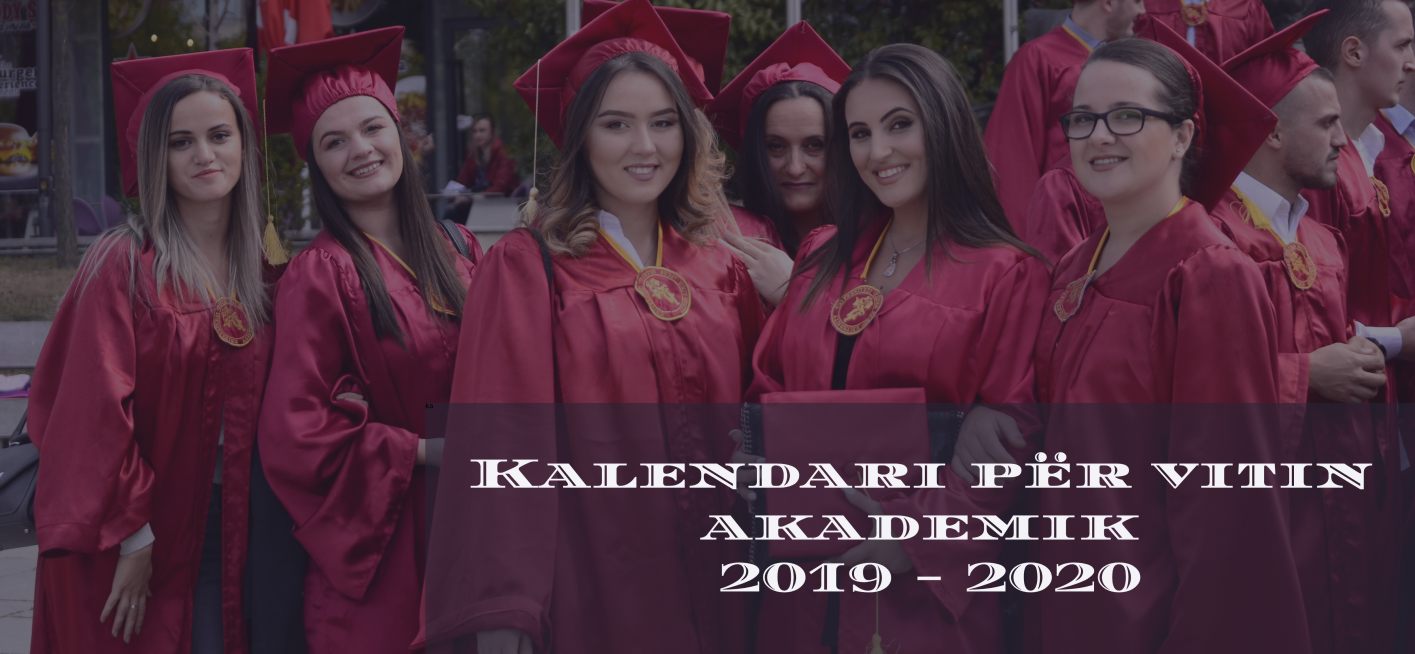 KALENDARI PËR VITIN
AKADEMIK
2019 - 2020